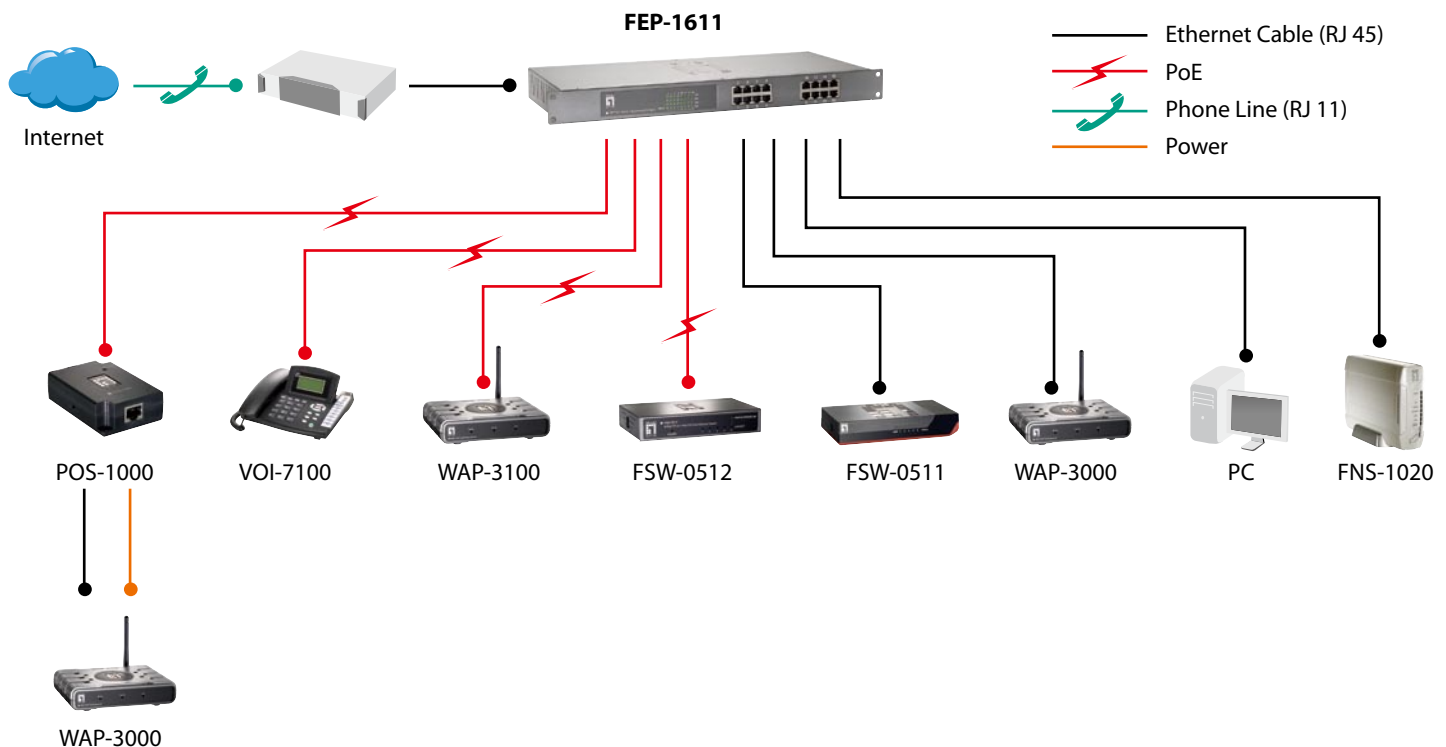 FEP-1611
Internet
Ethernet Cable (RJ 45)
PoE
Phone Line (RJ 11)
Power
POS-1000
VOI-7100
WAP-3100
FSW-0512
FSW-0511
WAP-3000
PC
FNS-1020
WAP-3000